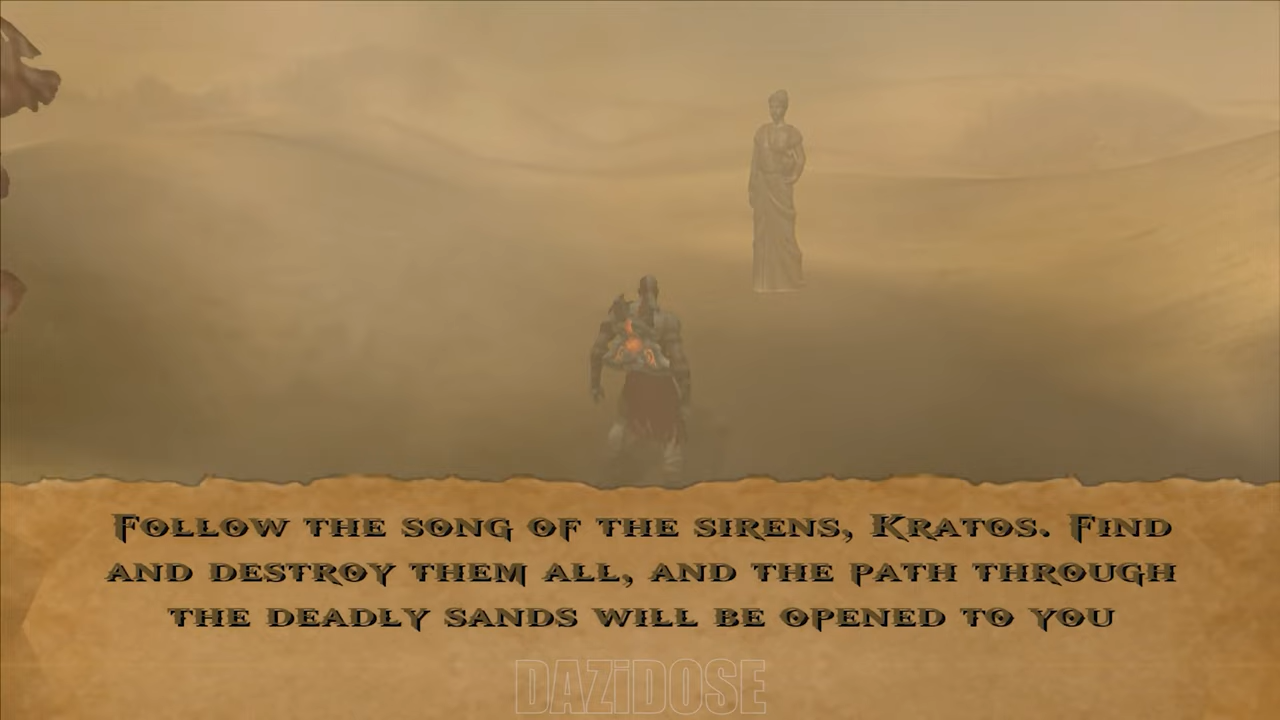 Follow the song of the sirens, Kratos. Find
and destroy them all, and the path through
the deadly sands will be opened to you
DAZiDOSE